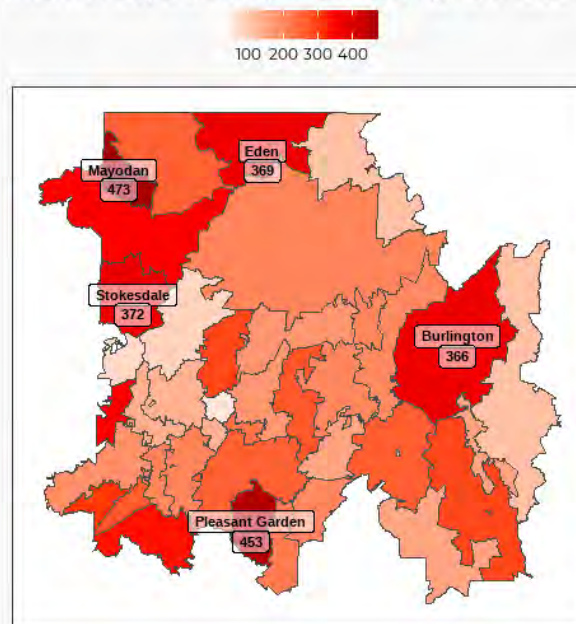 100 200 300 400
Eden
369
Mayodan
473
Stokesdale
372
Burlington
366
Pleasant Garden
453